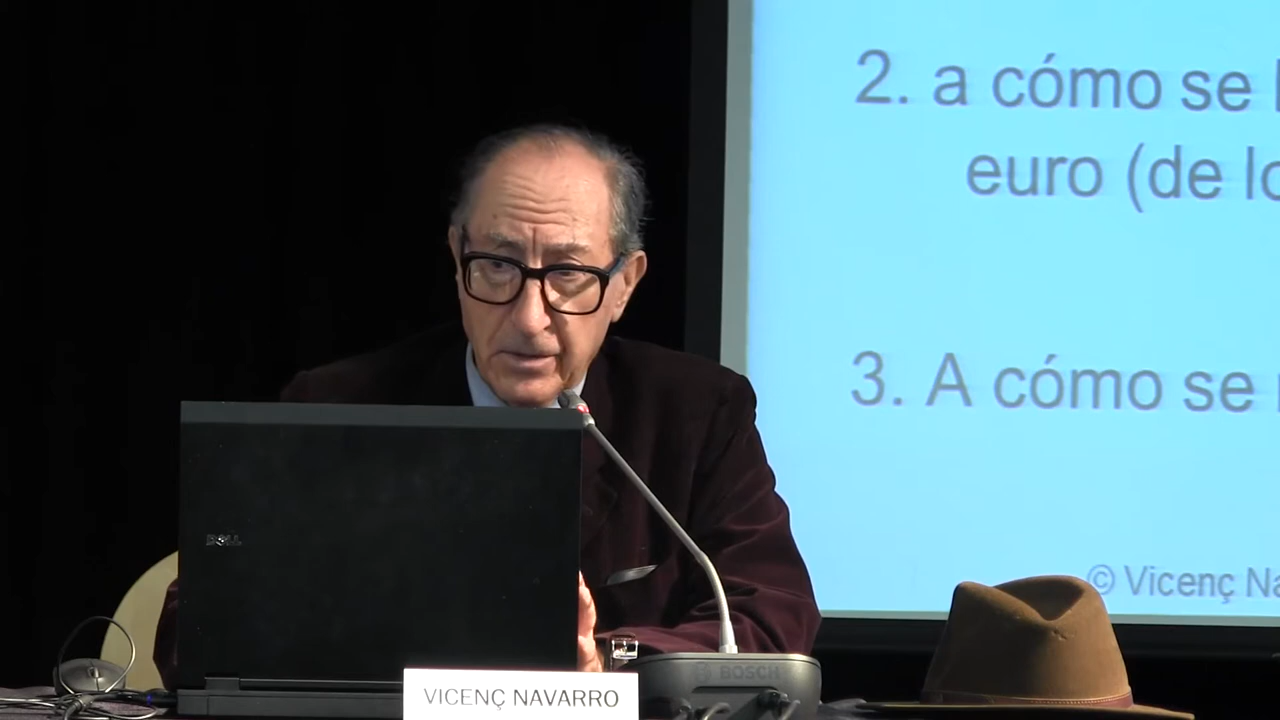 2. a cómo se
euro (de lo
3. A cómo se
© Vicenç Na
DELL
BOSCH
VICENÇ NAVARRO